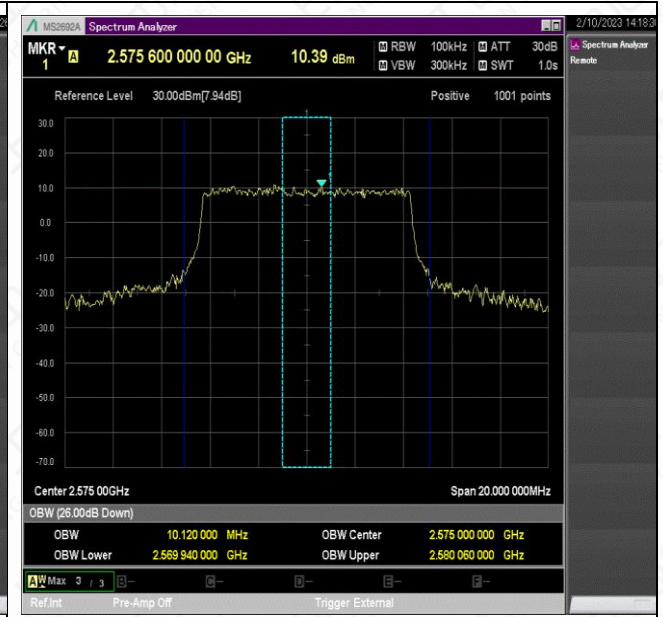 26
MS2692A Spectrum Analyzer
2/10/2023 14:18:30
MKR 1 A 2.575 600 000 00 GHz 10.39 dBm
M RBW 100kHz M ATT 30dB
M VBW 300kHz M SWT 1.0s
Spectrum Analyzer
Remote
Reference Level 30.00dBm[7.94dB] Positive 1001 points
1
30.0
20.0
10.0
0.0
-10.0
-20.0
-30.0
-40.0
-50.0
-60.0
-70.0
Center 2.575 00GHz Span 20.000 000MHz
OBW (26.00dB Down)
OBW 10.120 000 MHz OBW Center 2.575 000 000 GHz
OBW Lower 2.569 940 000 GHz OBW Upper 2.580 060 000 GHz
A W Max 3 / 3 B- C- D- E- F-
Ref.Int Pre-Amp Off Trigger External